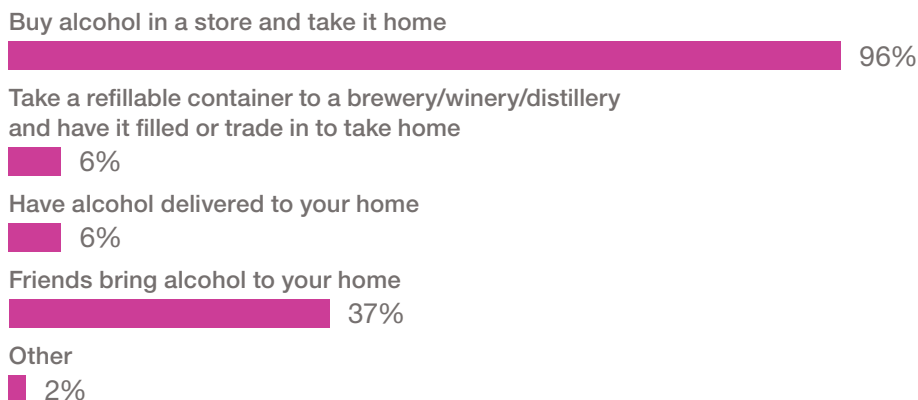 Buy alcohol in a store and take it home
96%
Take a refillable container to a brewery/winery/distillery
and have it filled or trade in to take home
6%
Have alcohol delivered to your home
6%
Friends bring alcohol to your home
37%
Other
2%